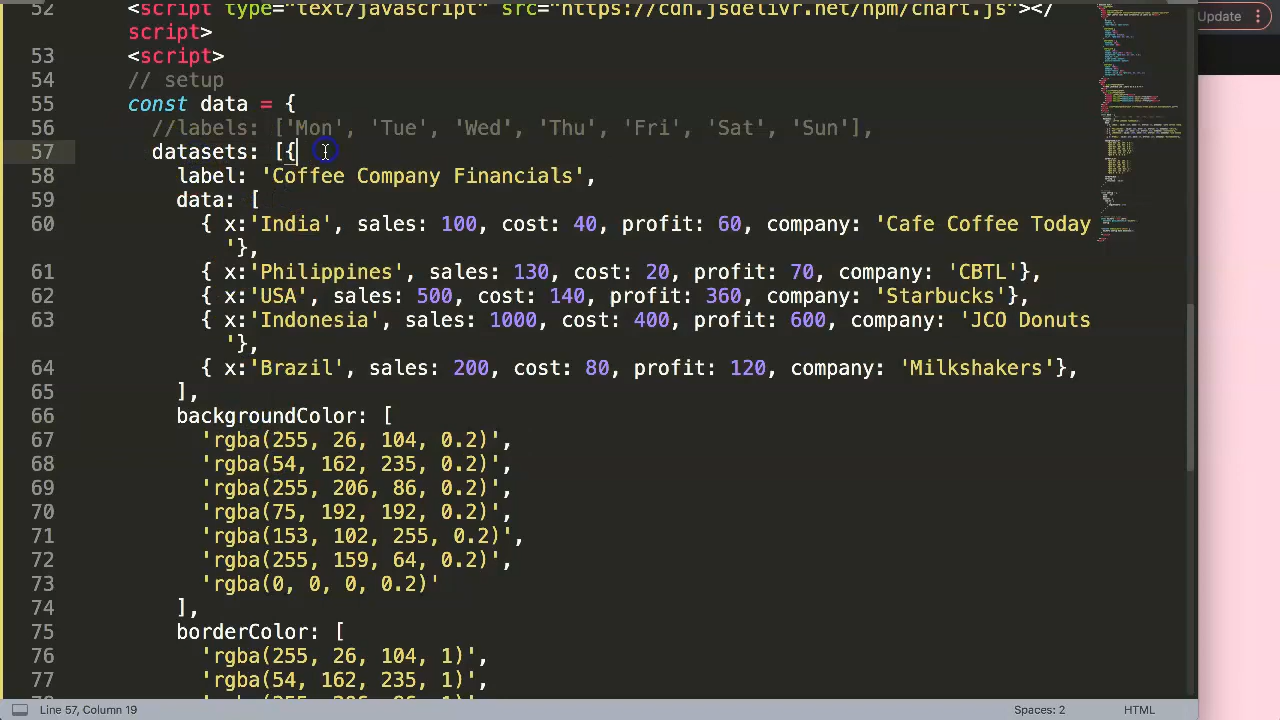 52 <script type="text/javascript" src="https://cdn.jsdelivr.net/npm/chart.js"></
script>
Update
53 <script>
54 // setup
55 const data = {
56 //labels: ['Mon', 'Tue', 'Wed', 'Thu', 'Fri', 'Sat', 'Sun'],
57 datasets: [{
58 label: 'Coffee Company Financials',
59 data: [
60 { x:'India', sales: 100, cost: 40, profit: 60, company: 'Cafe Coffee Today
'},
61 { x:'Philippines', sales: 130, cost: 20, profit: 70, company: 'CBTL'},
62 { x:'USA', sales: 500, cost: 140, profit: 360, company: 'Starbucks'},
63 { x:'Indonesia', sales: 1000, cost: 400, profit: 600, company: 'JCO Donuts
'},
64 { x:'Brazil', sales: 200, cost: 80, profit: 120, company: 'Milkshakers'},
65 ],
66 backgroundColor: [
67 'rgba(255, 26, 104, 0.2)',
68 'rgba(54, 162, 235, 0.2)',
69 'rgba(255, 206, 86, 0.2)',
70 'rgba(75, 192, 192, 0.2)',
71 'rgba(153, 102, 255, 0.2)',
72 'rgba(255, 159, 64, 0.2)',
73 'rgba(0, 0, 0, 0.2)'
74 ],
75 borderColor: [
76 'rgba(255, 26, 104, 1)',
77 'rgba(54, 162, 235, 1)',
Line 57, Column 19
Spaces: 2
HTML